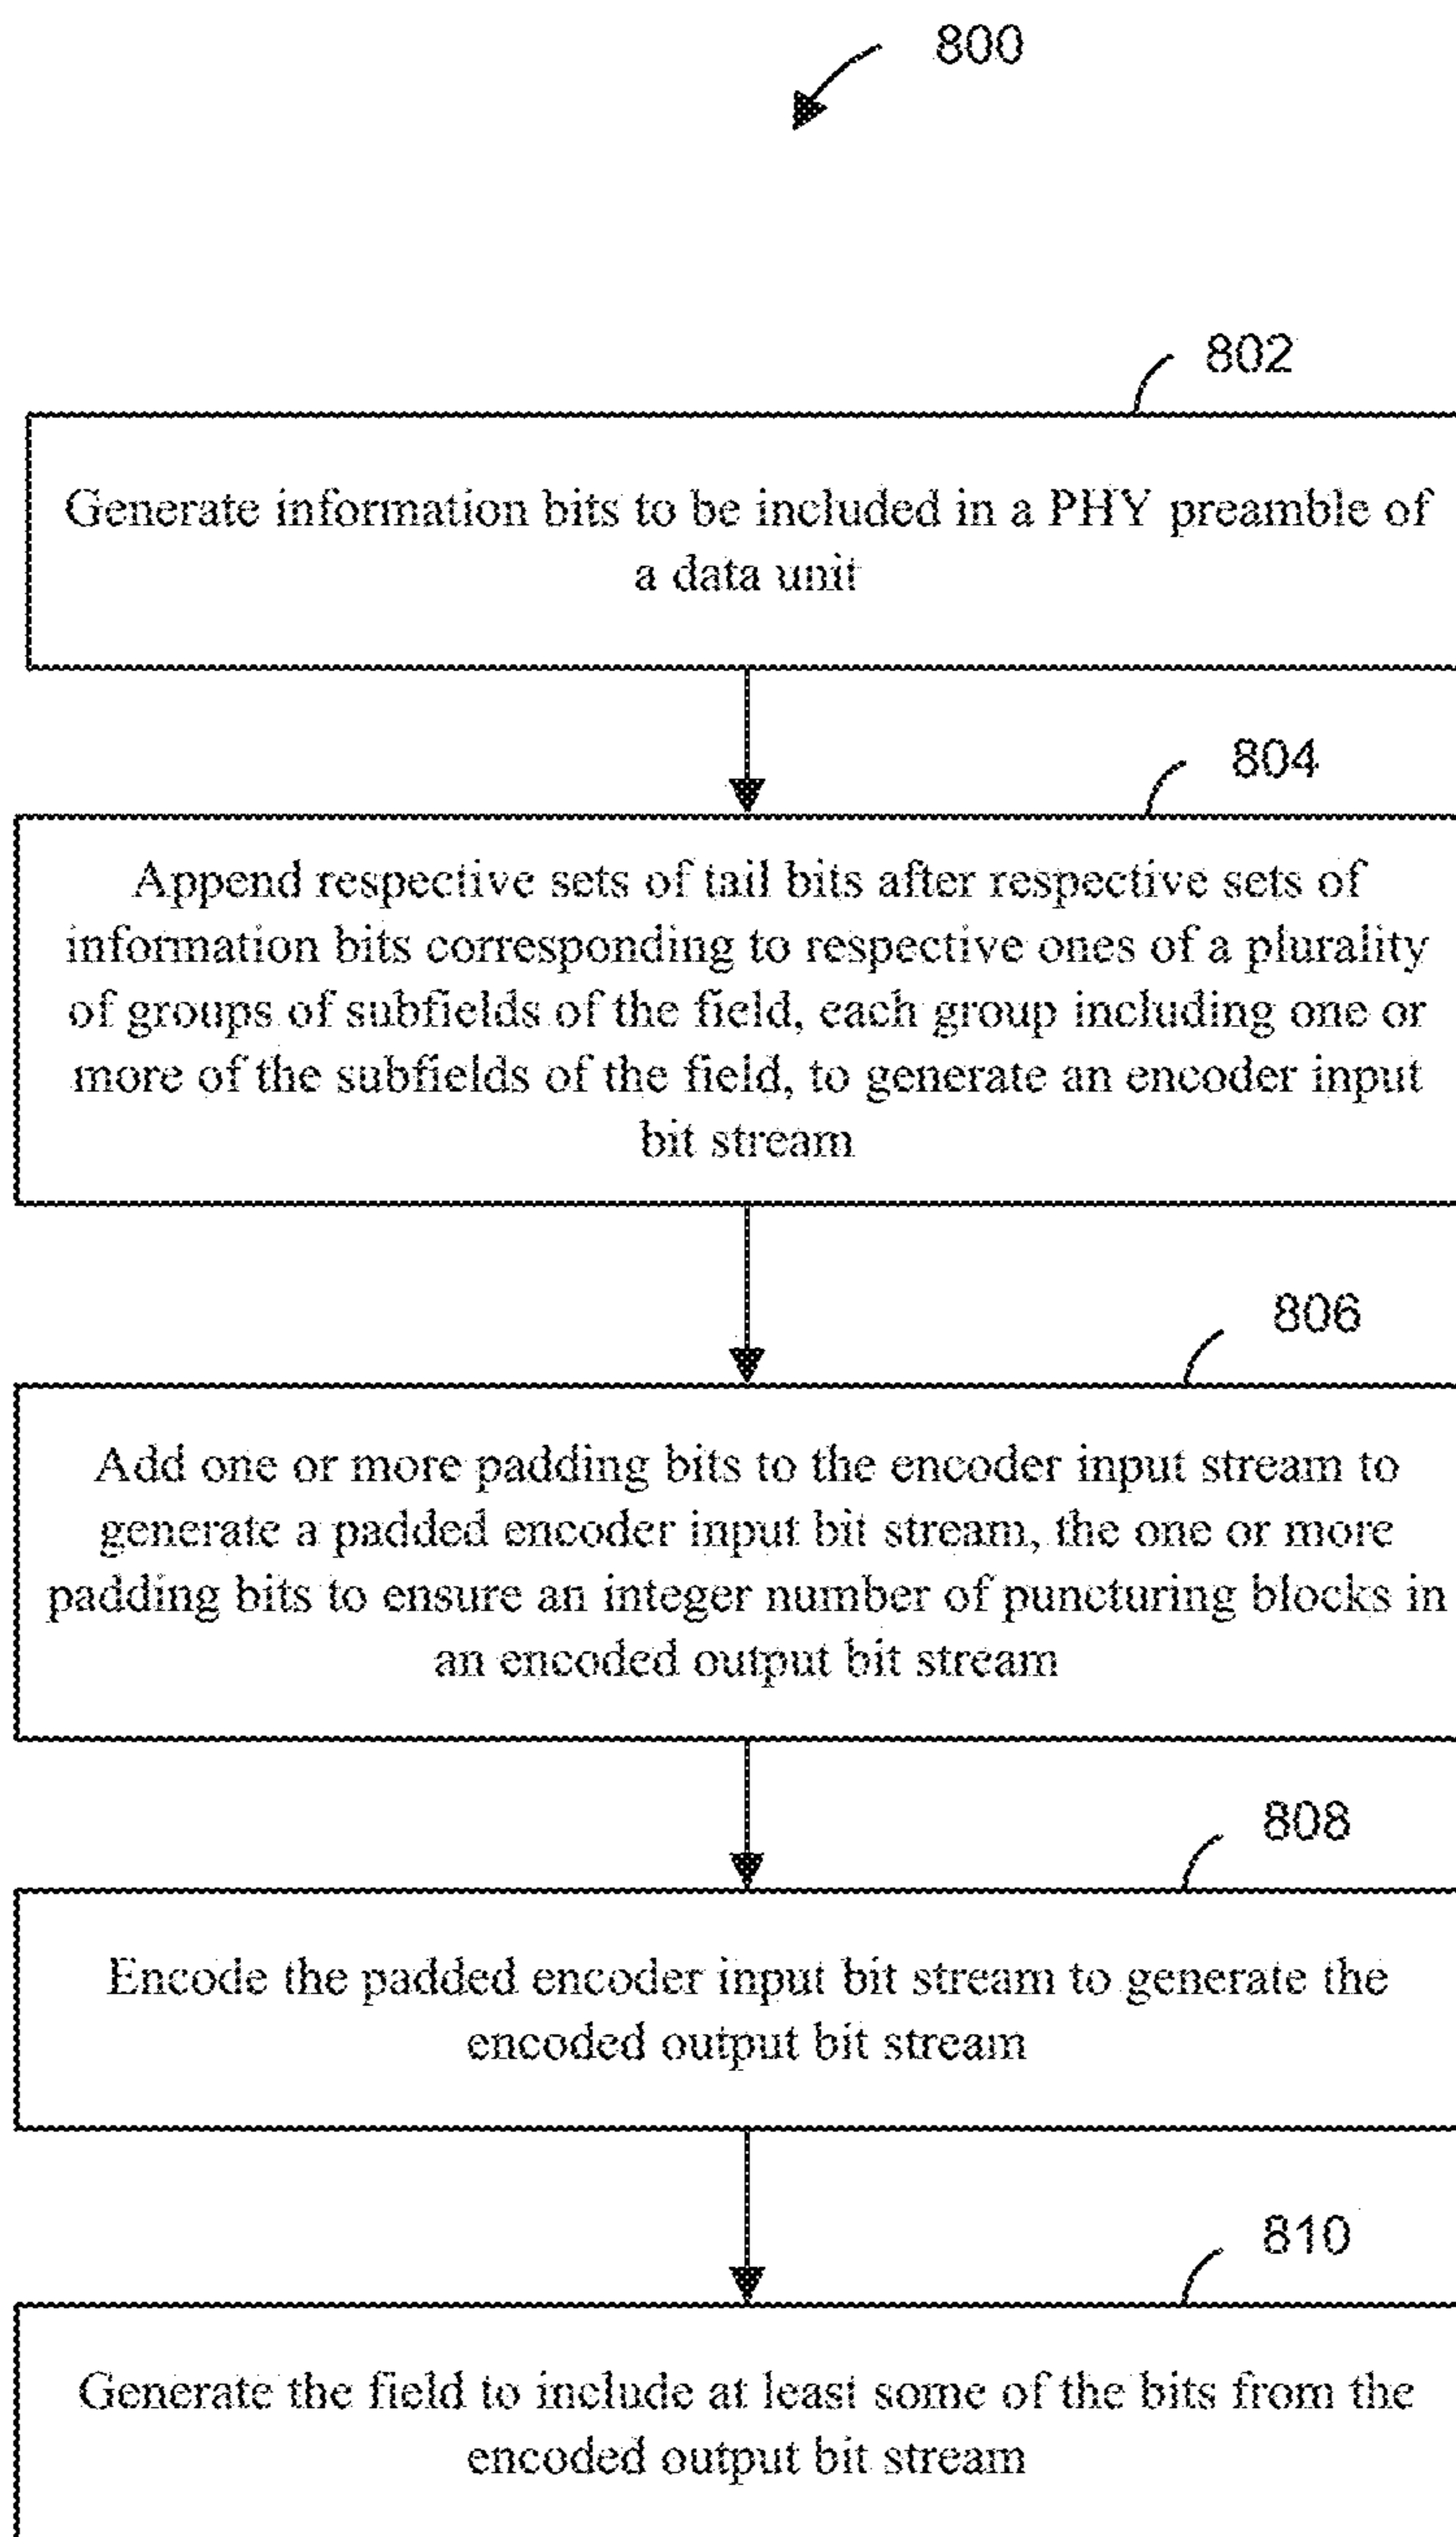 800
802
Generate information bits to be included in a PHY preamble of
a data unit
804
Append respective sets of tail bits after respective sets of
information bits corresponding to respective ones of a plurality
of groups of subfields of the field, each group including one or
more of the subfields of the field, to generate an encoder input
bit stream
806
Add one or more padding bits to the encoder input stream to
generate a padded encoder input bit stream, the one or more
padding bits to ensure an integer number of puncturing blocks in
an encoded output bit stream
808
Encode the padded encoder input bit stream to generate the
encoded output bit stream
810
Generate the field to include at least some of the bits from the
encoded output bit stream